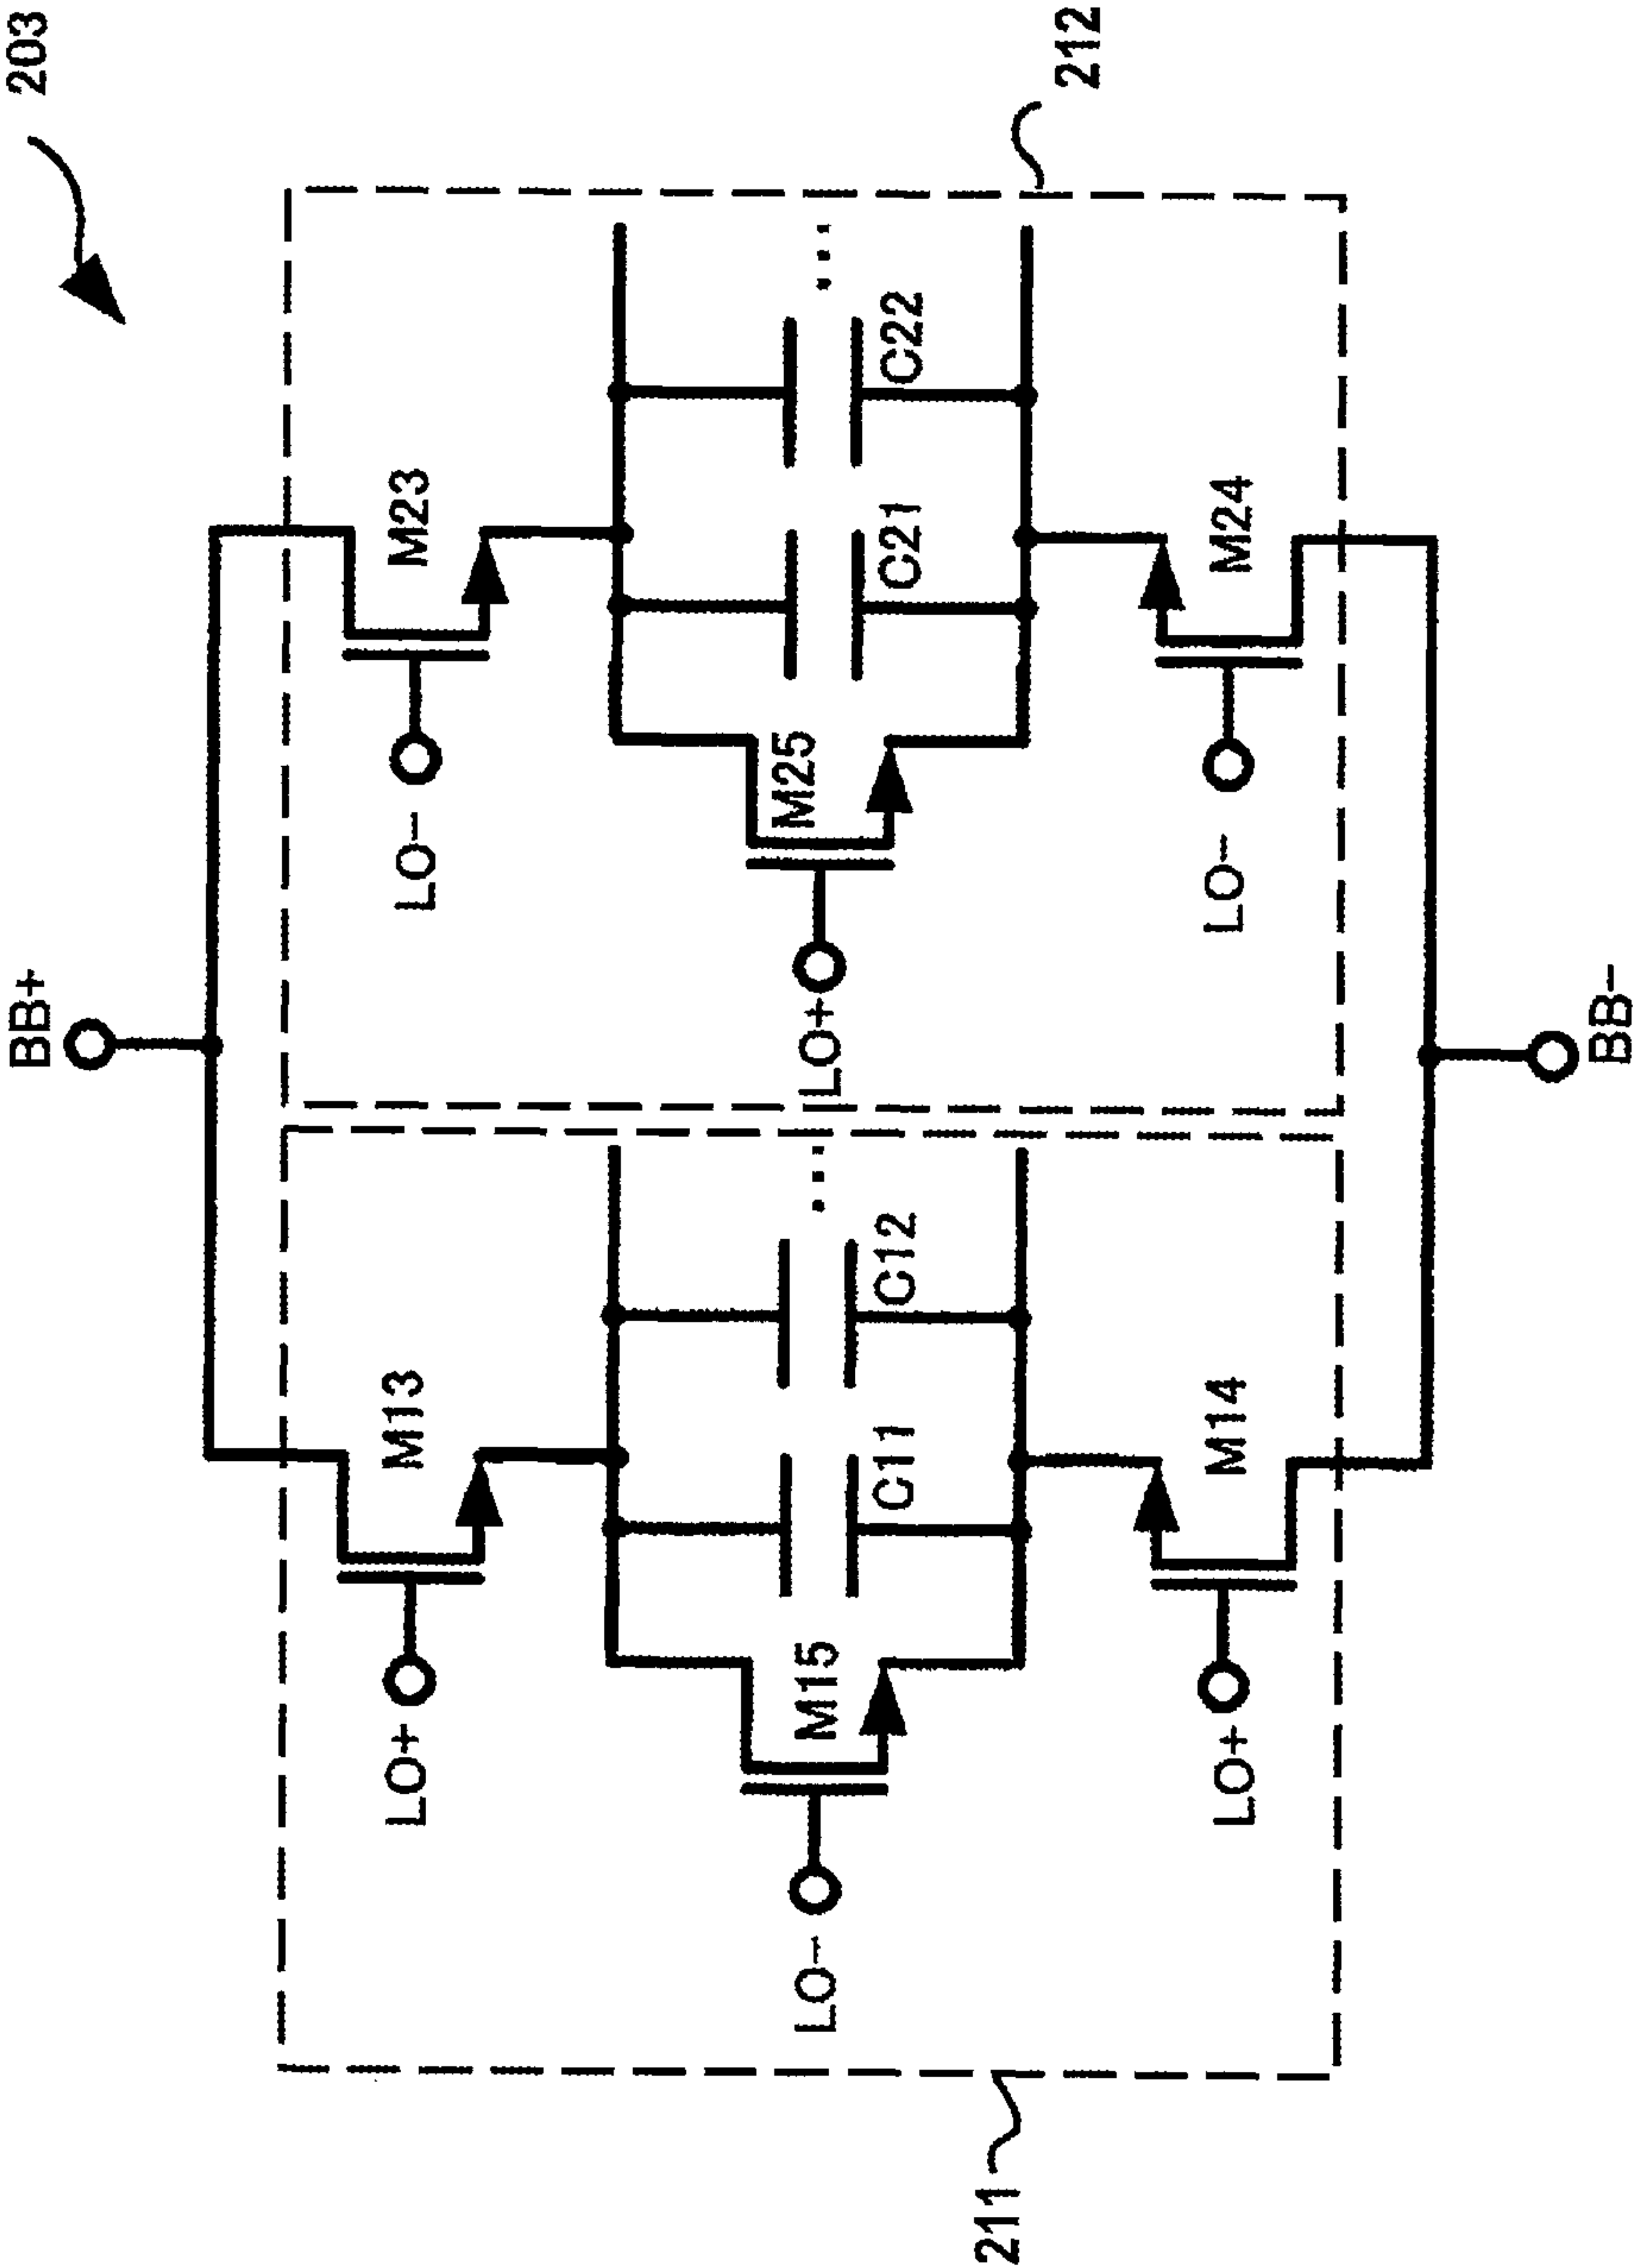 203
BB+
211
212
LO+
M13
LO-
M23
LO-
M15
C11
C12
...
LO+
M25
C21
C22
...
LO+
M14
LO-
M24
BB-